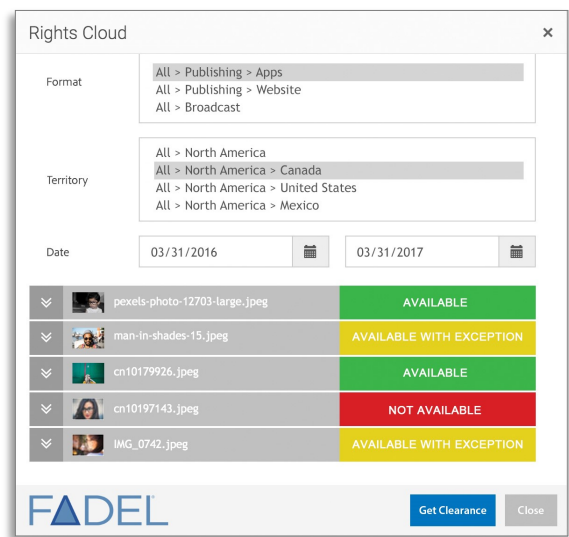 Rights Cloud
×
Format
All > Publishing > Apps
All > Publishing > Website
All > Broadcast
Territory
All > North America
All > North America > Canada
All > North America > United States
All > North America > Mexico
Date
03/31/2016
03/31/2017
pexels-photo-12703-large.jpeg AVAILABLE
man-in-shades-15.jpeg AVAILABLE WITH EXCEPTION
cn10179926.jpeg AVAILABLE
cn10197143.jpeg NOT AVAILABLE
IMG_0742.jpeg AVAILABLE WITH EXCEPTION
FADEL
Get Clearance
Close